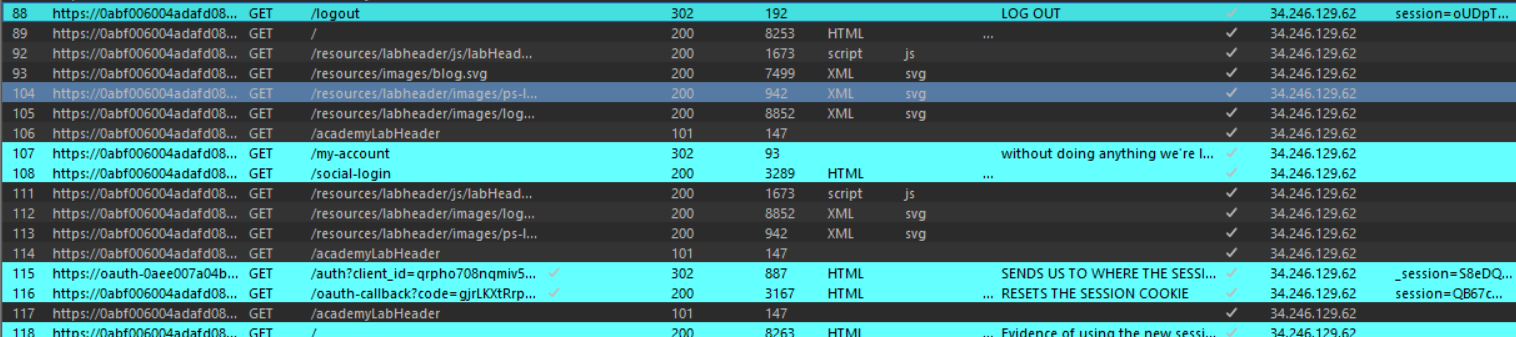 88 https://0abf006004adafd08... GET /logout 302 192 LOG OUT ✓ 34.246.129.62 session=oUDpT...
89 https://0abf006004adafd08... GET / 200 8253 HTML ... ✓ 34.246.129.62
92 https://0abf006004adafd08... GET /resources/labheader/js/labHead... 200 1673 script js ✓ 34.246.129.62
93 https://0abf006004adafd08... GET /resources/images/blog.svg 200 7499 XML svg ✓ 34.246.129.62
104 https://0abf006004adafd08... GET /resources/labheader/images/ps-l... 200 942 XML svg ✓ 34.246.129.62
105 https://0abf006004adafd08... GET /resources/labheader/images/log... 200 8852 XML svg ✓ 34.246.129.62
106 https://0abf006004adafd08... GET /academyLabHeader 101 147 ✓ 34.246.129.62
107 https://0abf006004adafd08... GET /my-account 302 93 without doing anything we're l... ✓ 34.246.129.62
108 https://0abf006004adafd08... GET /social-login 200 3289 HTML ... ✓ 34.246.129.62
111 https://0abf006004adafd08... GET /resources/labheader/js/labHead... 200 1673 script js ✓ 34.246.129.62
112 https://0abf006004adafd08... GET /resources/labheader/images/log... 200 8852 XML svg ✓ 34.246.129.62
113 https://0abf006004adafd08... GET /resources/labheader/images/ps-l... 200 942 XML svg ✓ 34.246.129.62
114 https://0abf006004adafd08... GET /academyLabHeader 101 147 ✓ 34.246.129.62
115 https://oauth-0aee007a04b... GET /auth?client_id=qrpho708nqmiv5... ✓ 302 887 HTML SENDS US TO WHERE THE SESSI... ✓ 34.246.129.62 _session=S8eDQ...
116 https://0abf006004adafd08... GET /oauth-callback?code=gjrLKXtRrp... ✓ 200 3167 HTML ... RESETS THE SESSION COOKIE ✓ 34.246.129.62 session=QB67c...
117 https://0abf006004adafd08... GET /academyLabHeader 101 147 ✓ 34.246.129.62
118 https://0abf006004adafd08... GET / 200 8263 HTML ... Evidence of using the new sessi... ✓ 34.246.129.62